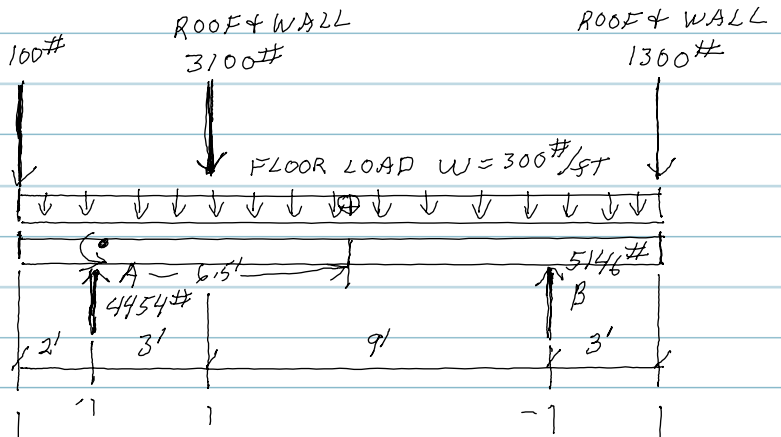 ROOF & WALL
ROOF & WALL
100#
3100#
1300#
FLOOR LOAD W = 300#/FT
A — 6.5'
5146#
4454#
B
2'
3'
9'
3'